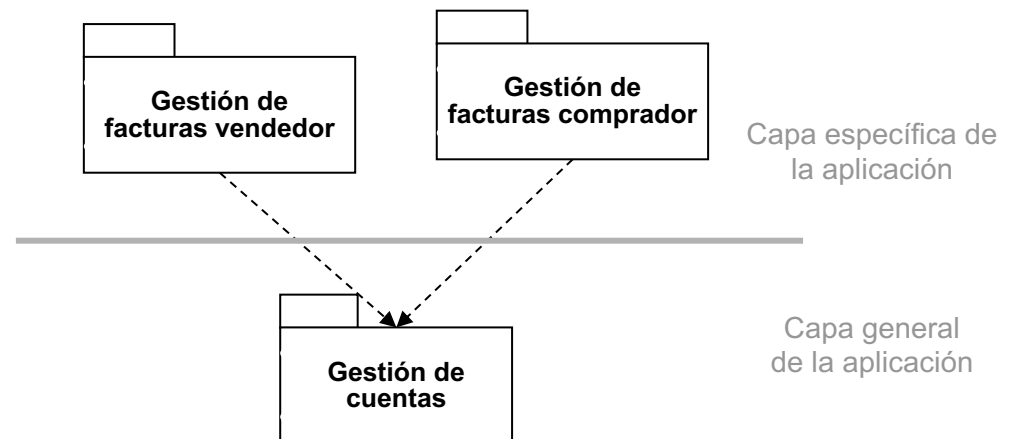 Gestión de
facturas vendedor
Gestión de
facturas comprador
Capa específica de
la aplicación
Capa general
de la aplicación
Gestión de
cuentas